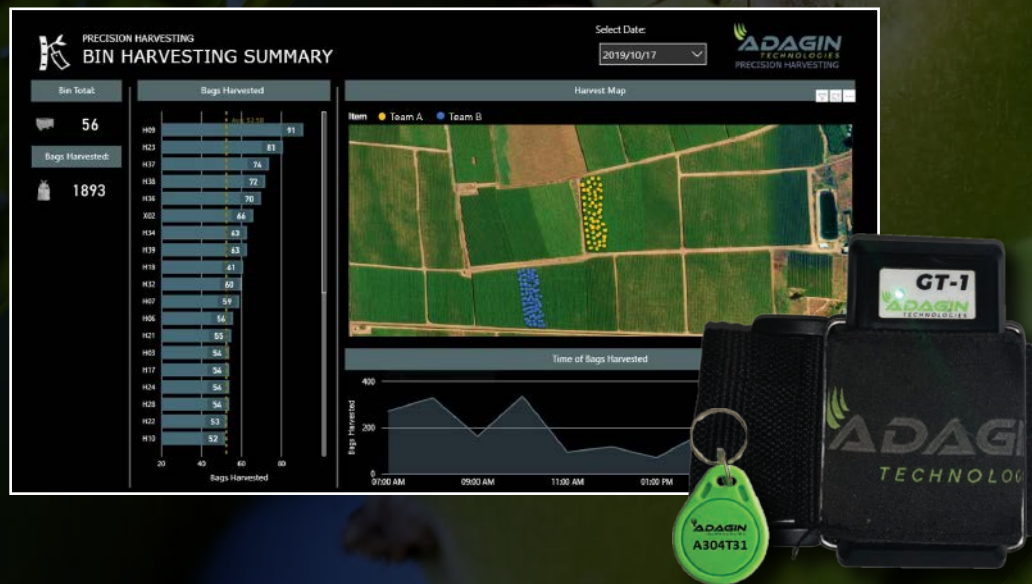 PRECISION HARVESTING
BIN HARVESTING SUMMARY
Select Date:
2019/10/17
ADAGIN
TECHNOLOGIES
PRECISION HARVESTING
Bin Total:
56
Bags Harvested:
1893
Bags Harvested
H09 91
H23 81
H37 74
H38 72
H36 70
X02 66
H34 63
H39 63
H18 61
H32 60
H07 59
H06 56
H21 55
H03 54
H17 54
H24 54
H28 54
H22 53
H10 52
20 40 60 80
Bags Harvested
Harvest Map
Item Team A Team B
Time of Bags Harvested
400
200
0
Bags Harvested
07:00 AM 09:00 AM 11:00 AM 01:00 PM
GT-1
ADAGIN
TECHNOLOGIES
ADAG
TECHNOLO
ADAGIN
A304T31